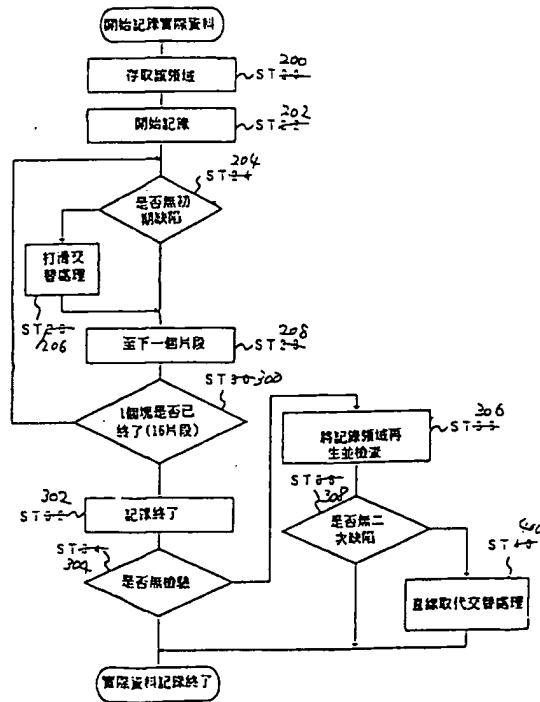 開始記錄實際資料
存取該領域
ST 200
開始記錄
ST 202
204
ST
是否無初
期缺陷
打滑交
替處理
ST
206
至下一個片段
208
ST
ST 300
1個塊是否已
終了(16片段)
302
ST
記錄終了
ST
304
是否無檢驗
將記錄領域再
生並檢查
306
ST
ST
308
是否無二
次缺陷
ST
直線取代交替處理
實際資料記錄終了